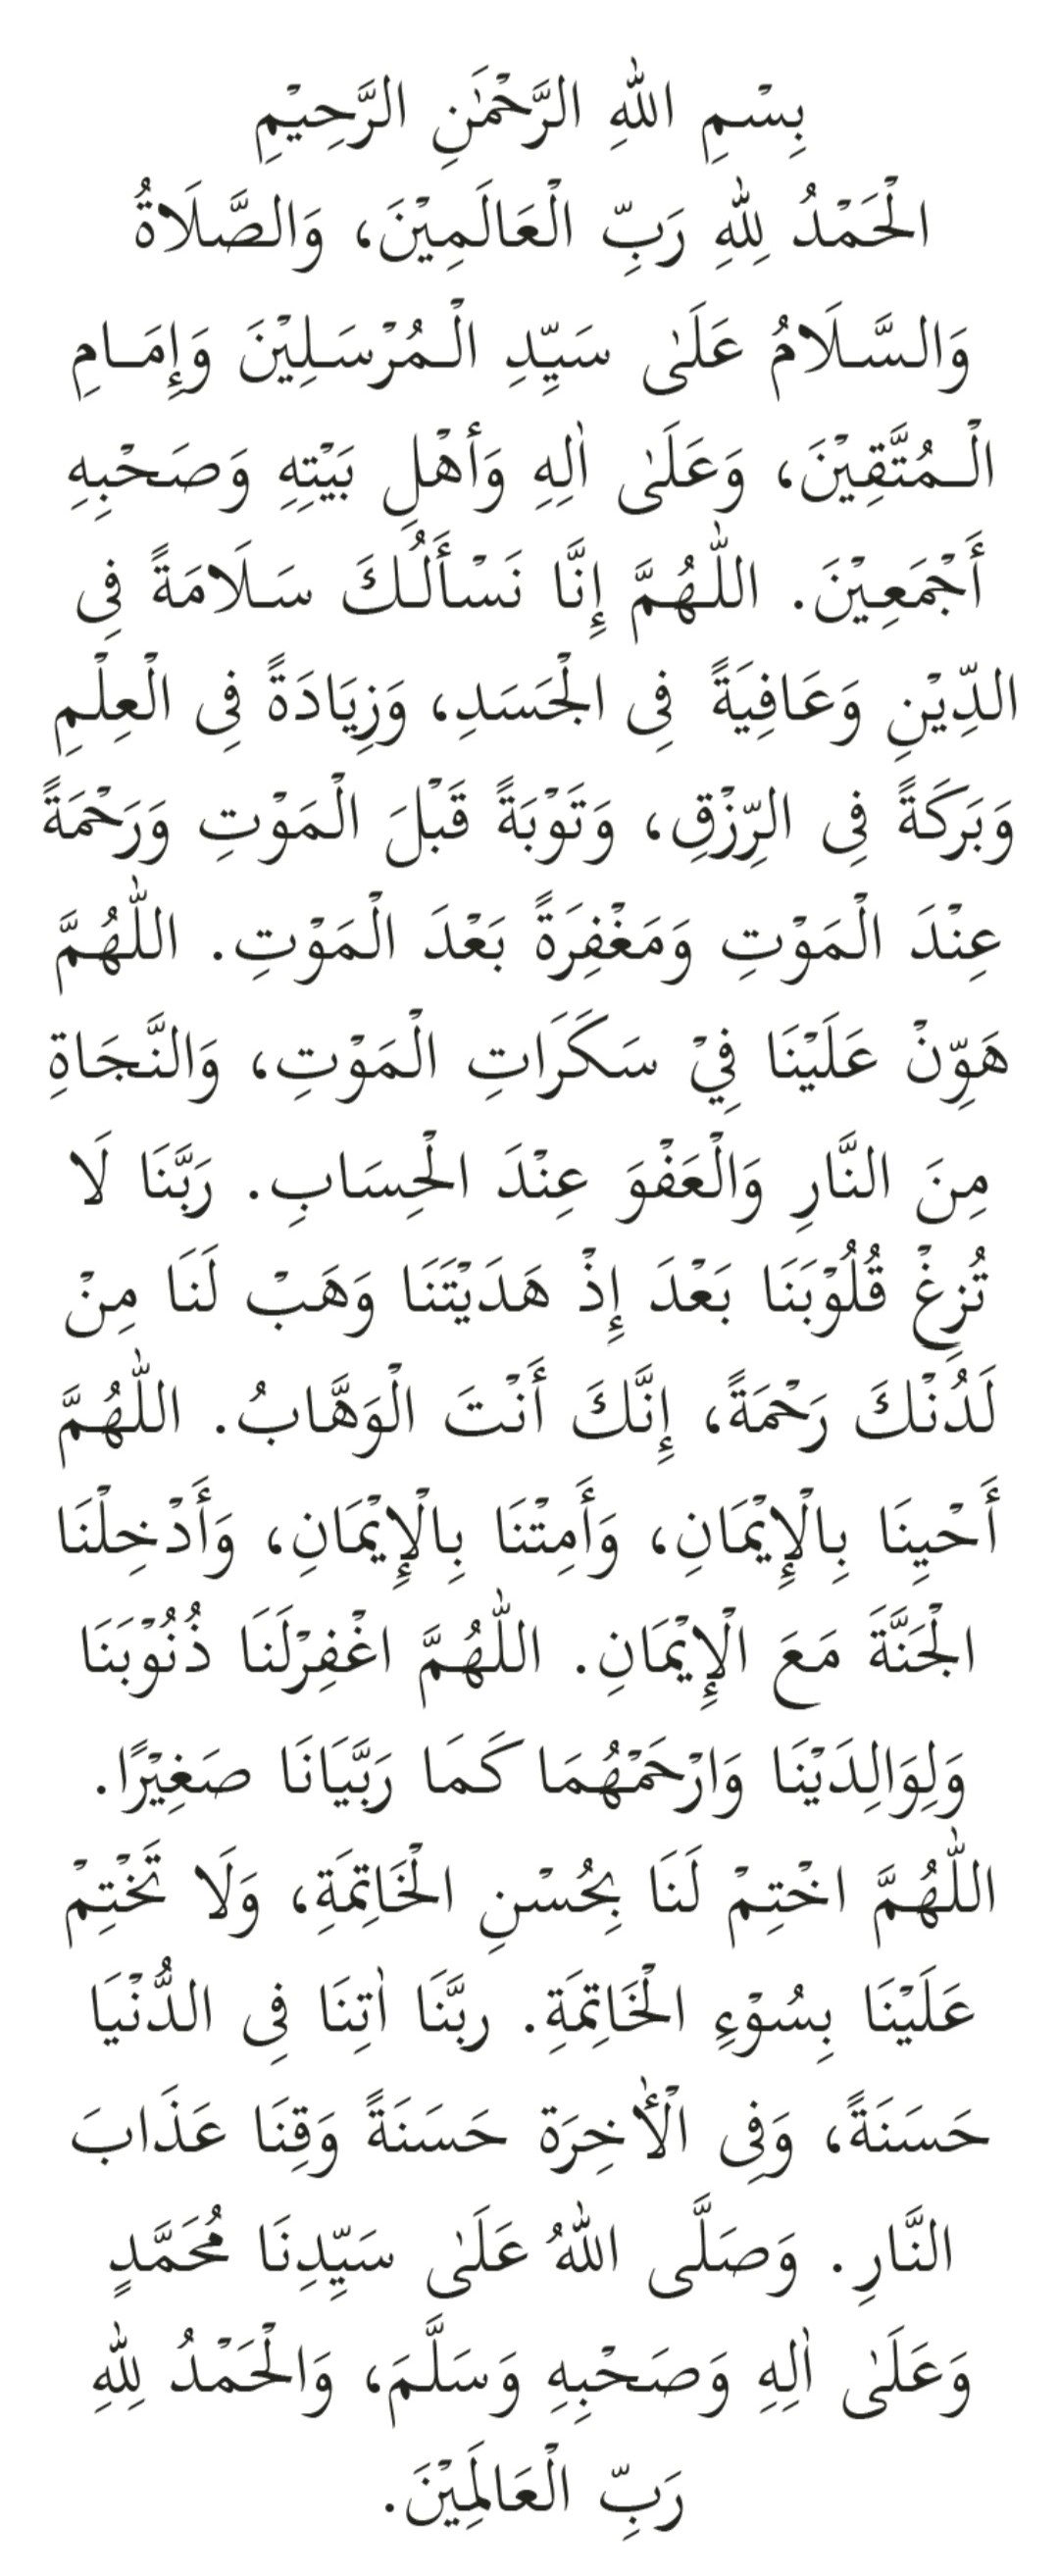 بِسْمِ اللهِ الرَّحْمٰنِ الرَّحِيْمِ
الْحَمْدُ لِلّٰهِ رَبِّ الْعَالَمِيْنَ، وَالصَّلَاةُ
وَالسَّلَامُ عَلَىٰ سَيِّدِ الْمُرْسَلِيْنَ وَإِمَامِ
الْمُتَّقِيْنَ، وَعَلَىٰ اٰلِهِ وَأَهْلِ بَيْتِهِ وَصَحْبِهِ
أَجْمَعِيْنَ. اللّٰهُمَّ إِنَّا نَسْأَلُكَ سَلَامَةً فِى
الدِّيْنِ وَعَافِيَةً فِى الْجَسَدِ، وَزِيَادَةً فِى الْعِلْمِ
وَبَرَكَةً فِى الرِّزْقِ، وَتَوْبَةً قَبْلَ الْمَوْتِ وَرَحْمَةً
عِنْدَ الْمَوْتِ وَمَغْفِرَةً بَعْدَ الْمَوْتِ. اللّٰهُمَّ
هَوِّنْ عَلَيْنَا فِيْ سَكَرَاتِ الْمَوْتِ، وَالنَّجَاةِ
مِنَ النَّارِ وَالْعَفْوَ عِنْدَ الْحِسَابِ. رَبَّنَا لَا
تُزِغْ قُلُوْبَنَا بَعْدَ إِذْ هَدَيْتَنَا وَهَبْ لَنَا مِنْ
لَدُنْكَ رَحْمَةً، إِنَّكَ أَنْتَ الْوَهَّابُ. اللّٰهُمَّ
أَحْيِنَا بِالْإِيْمَانِ، وَأَمِتْنَا بِالْإِيْمَانِ، وَأَدْخِلْنَا
الْجَنَّةَ مَعَ الْإِيْمَانِ. اللّٰهُمَّ اغْفِرْلَنَا ذُنُوْبَنَا
وَلِوَالِدَيْنَا وَارْحَمْهُمَا كَمَا رَبَّيَانَا صَغِيْرًا.
اللّٰهُمَّ اخْتِمْ لَنَا بِحُسْنِ الْخَاتِمَةِ، وَلَا تَخْتِمْ
عَلَيْنَا بِسُوْءِ الْخَاتِمَةِ. ربَّنَا اٰتِنَا فِى الدُّنْيَا
حَسَنَةً، وَفِى الْأٰخِرَة حَسَنَةً وَقِنَا عَذَابَ
النَّارِ. وَصَلَّى اللهُ عَلَىٰ سَيِّدِنَا مُحَمَّدٍ
وَعَلَىٰ اٰلِهِ وَصَحْبِهِ وَسَلَّمَ، وَالْحَمْدُ لِلّٰهِ
رَبِّ الْعَالَمِيْنَ.